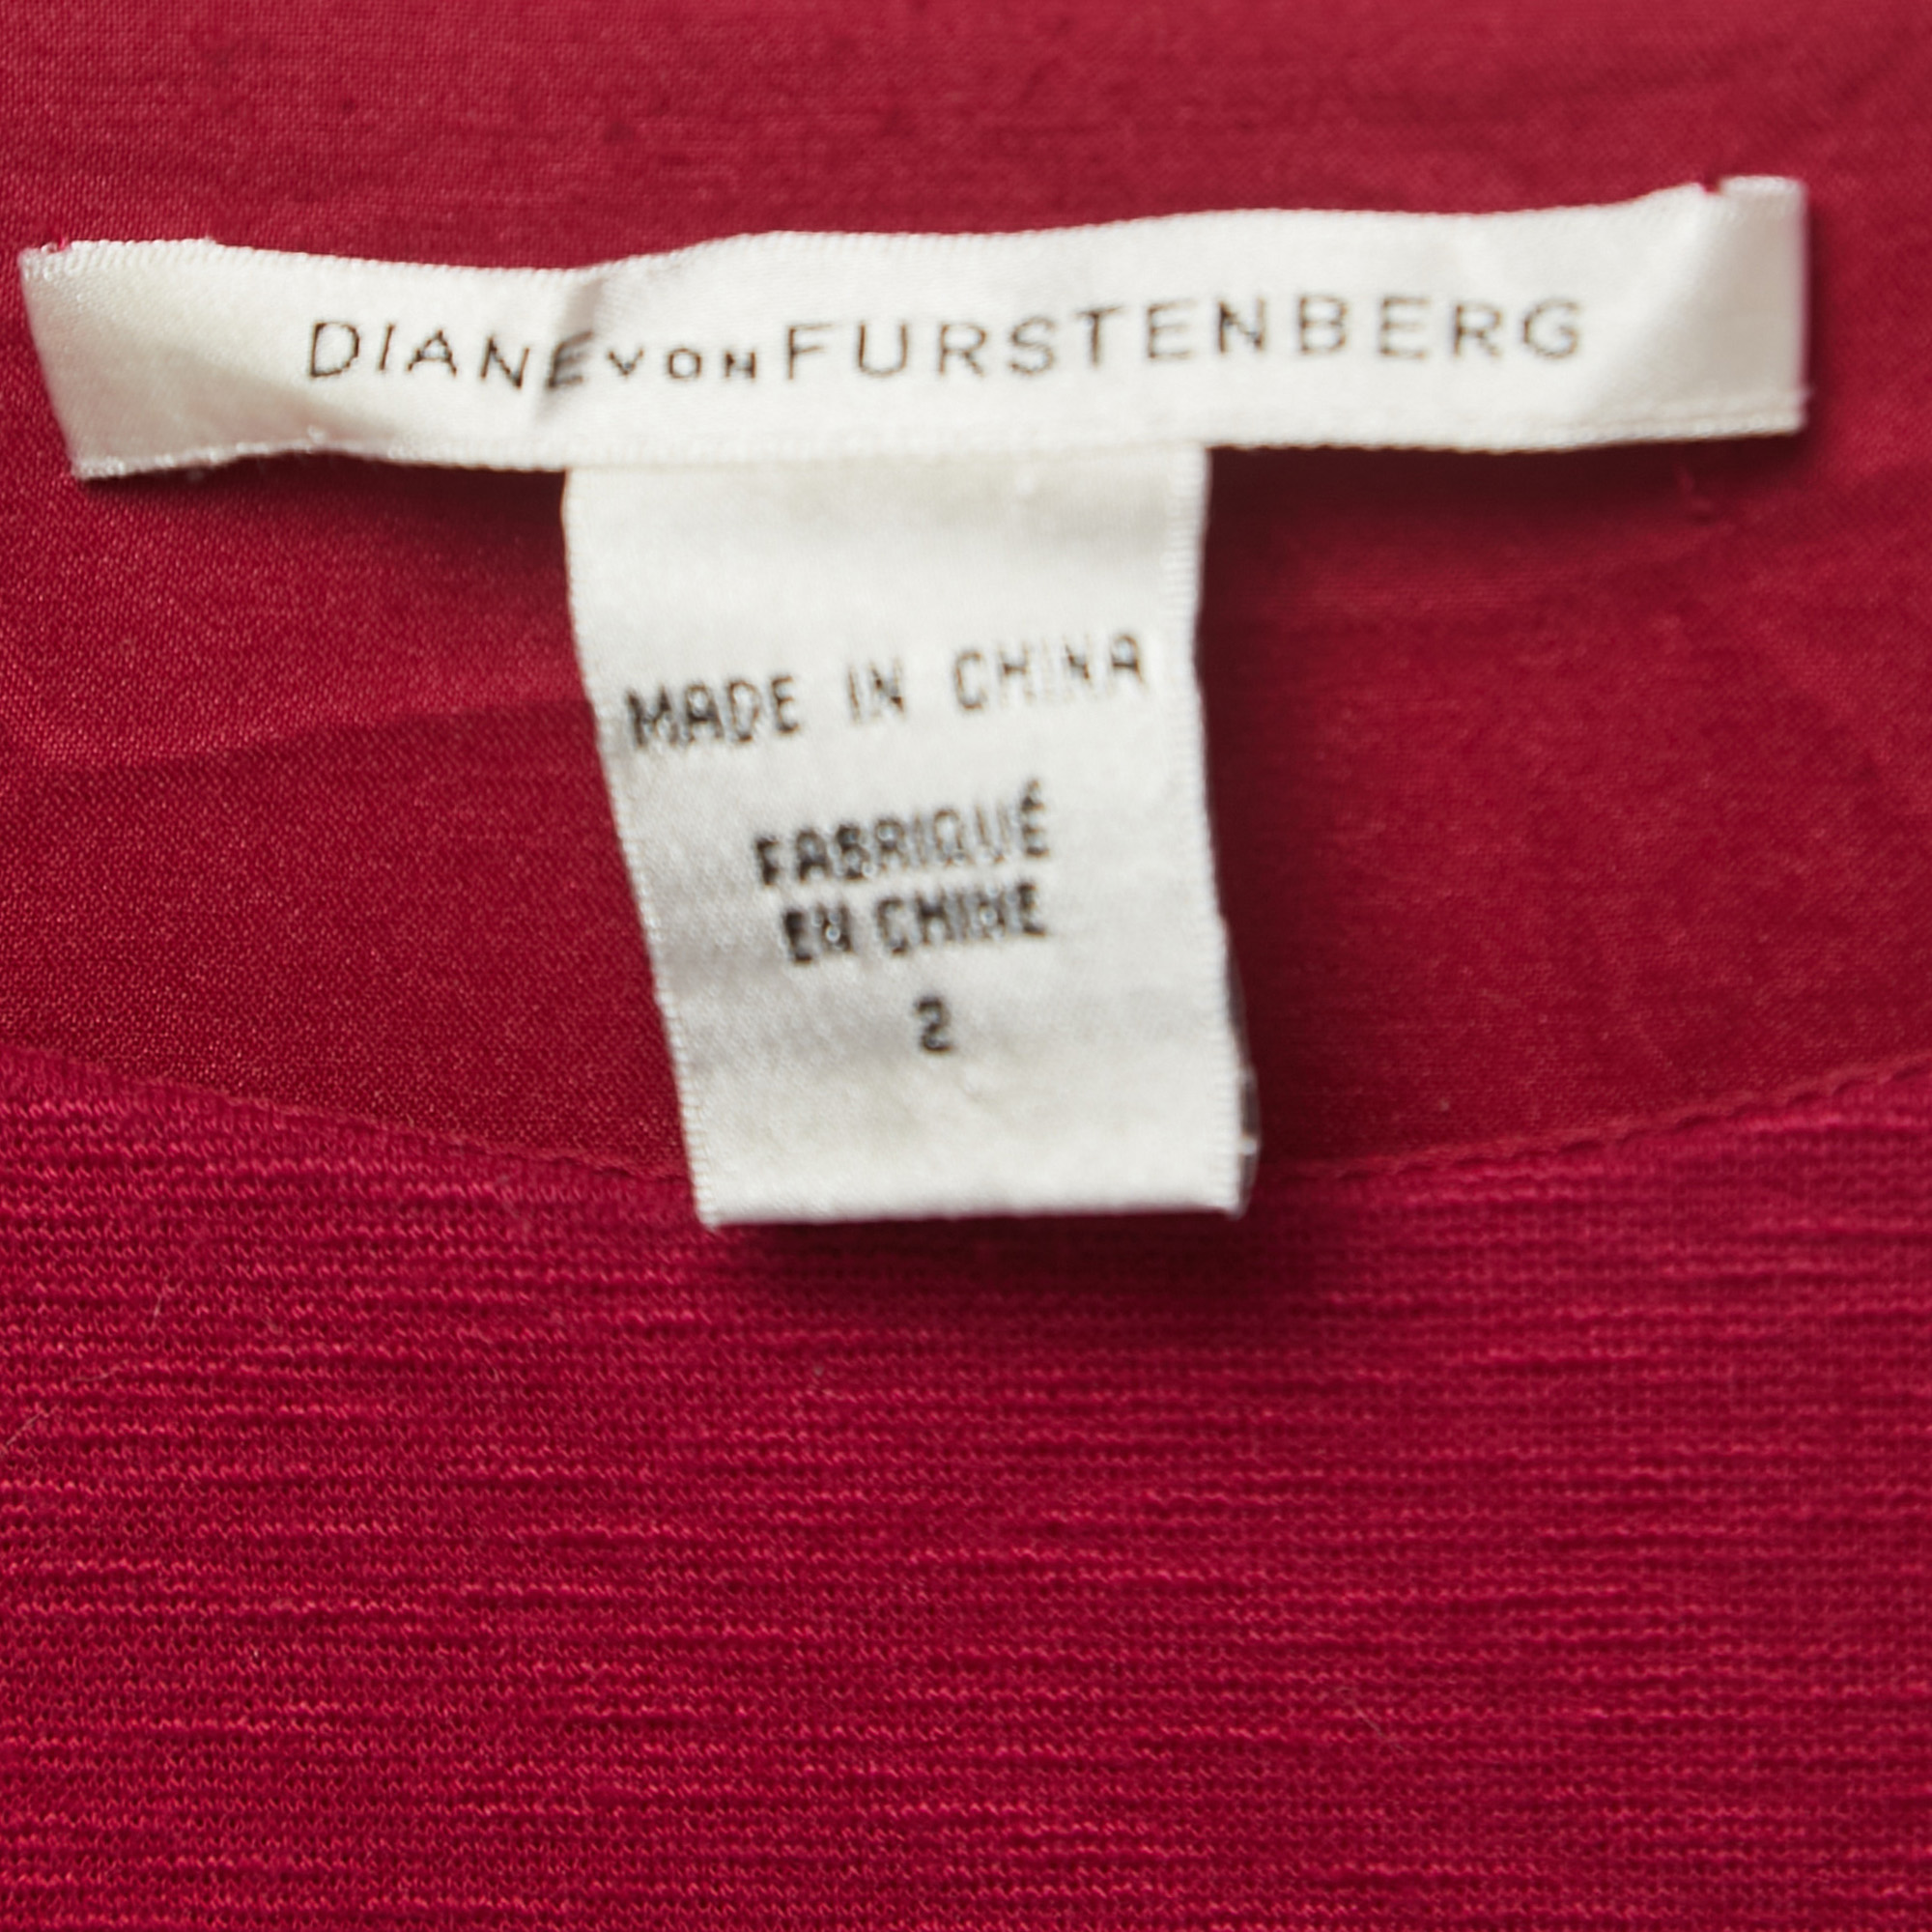 DIANE VON FURSTENBERG
MADE IN CHINA
FABRIQUÉ
EN CHINE
2